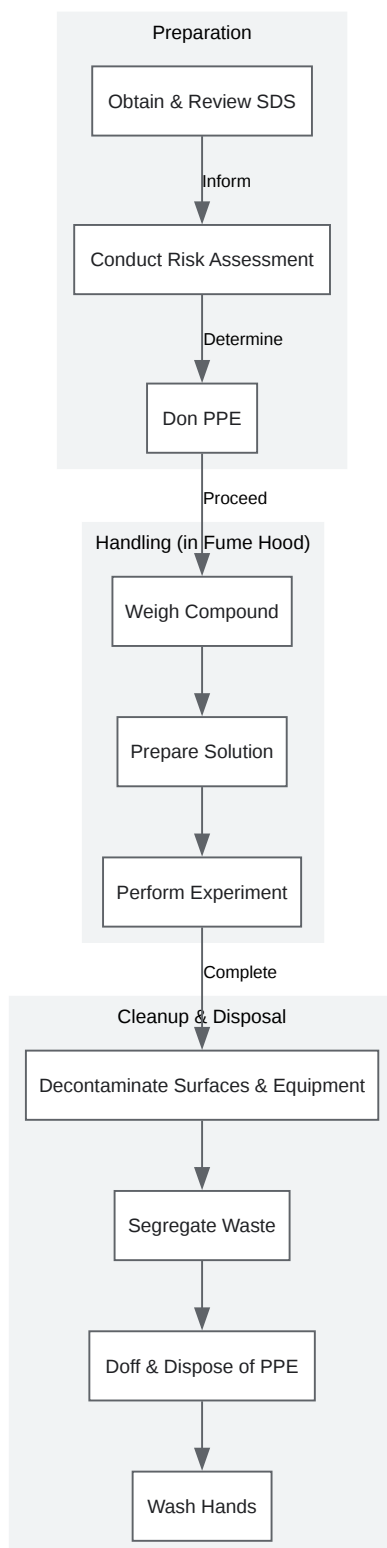 Preparation
Obtain & Review SDS
Inform
Conduct Risk Assessment
Determine
Don PPE
Proceed
Handling (in Fume Hood)
Weigh Compound
Prepare Solution
Perform Experiment
Complete
Cleanup & Disposal
Decontaminate Surfaces & Equipment
Segregate Waste
Doff & Dispose of PPE
Wash Hands